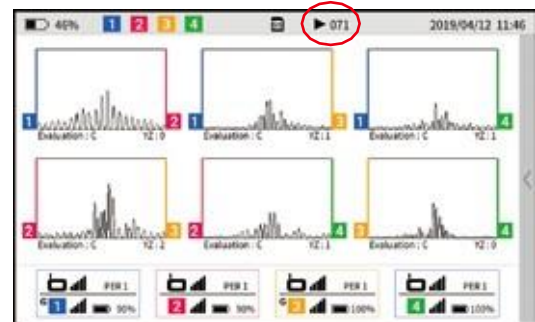 46% 1 2 3 4 071 2019/04/12 11:46
1 2 1 3 1 4
Evaluation : C YZ : 0 Evaluation : C YZ : 1 Evaluation : C YZ : 1
2 3 2 4 3 4
Evaluation : C YZ : 2 Evaluation : C YZ : 1 Evaluation : C YZ : 0
PER 1 PER 1 PER 1 PER 1
G 1 90% 2 90% G 3 100% 4 100%